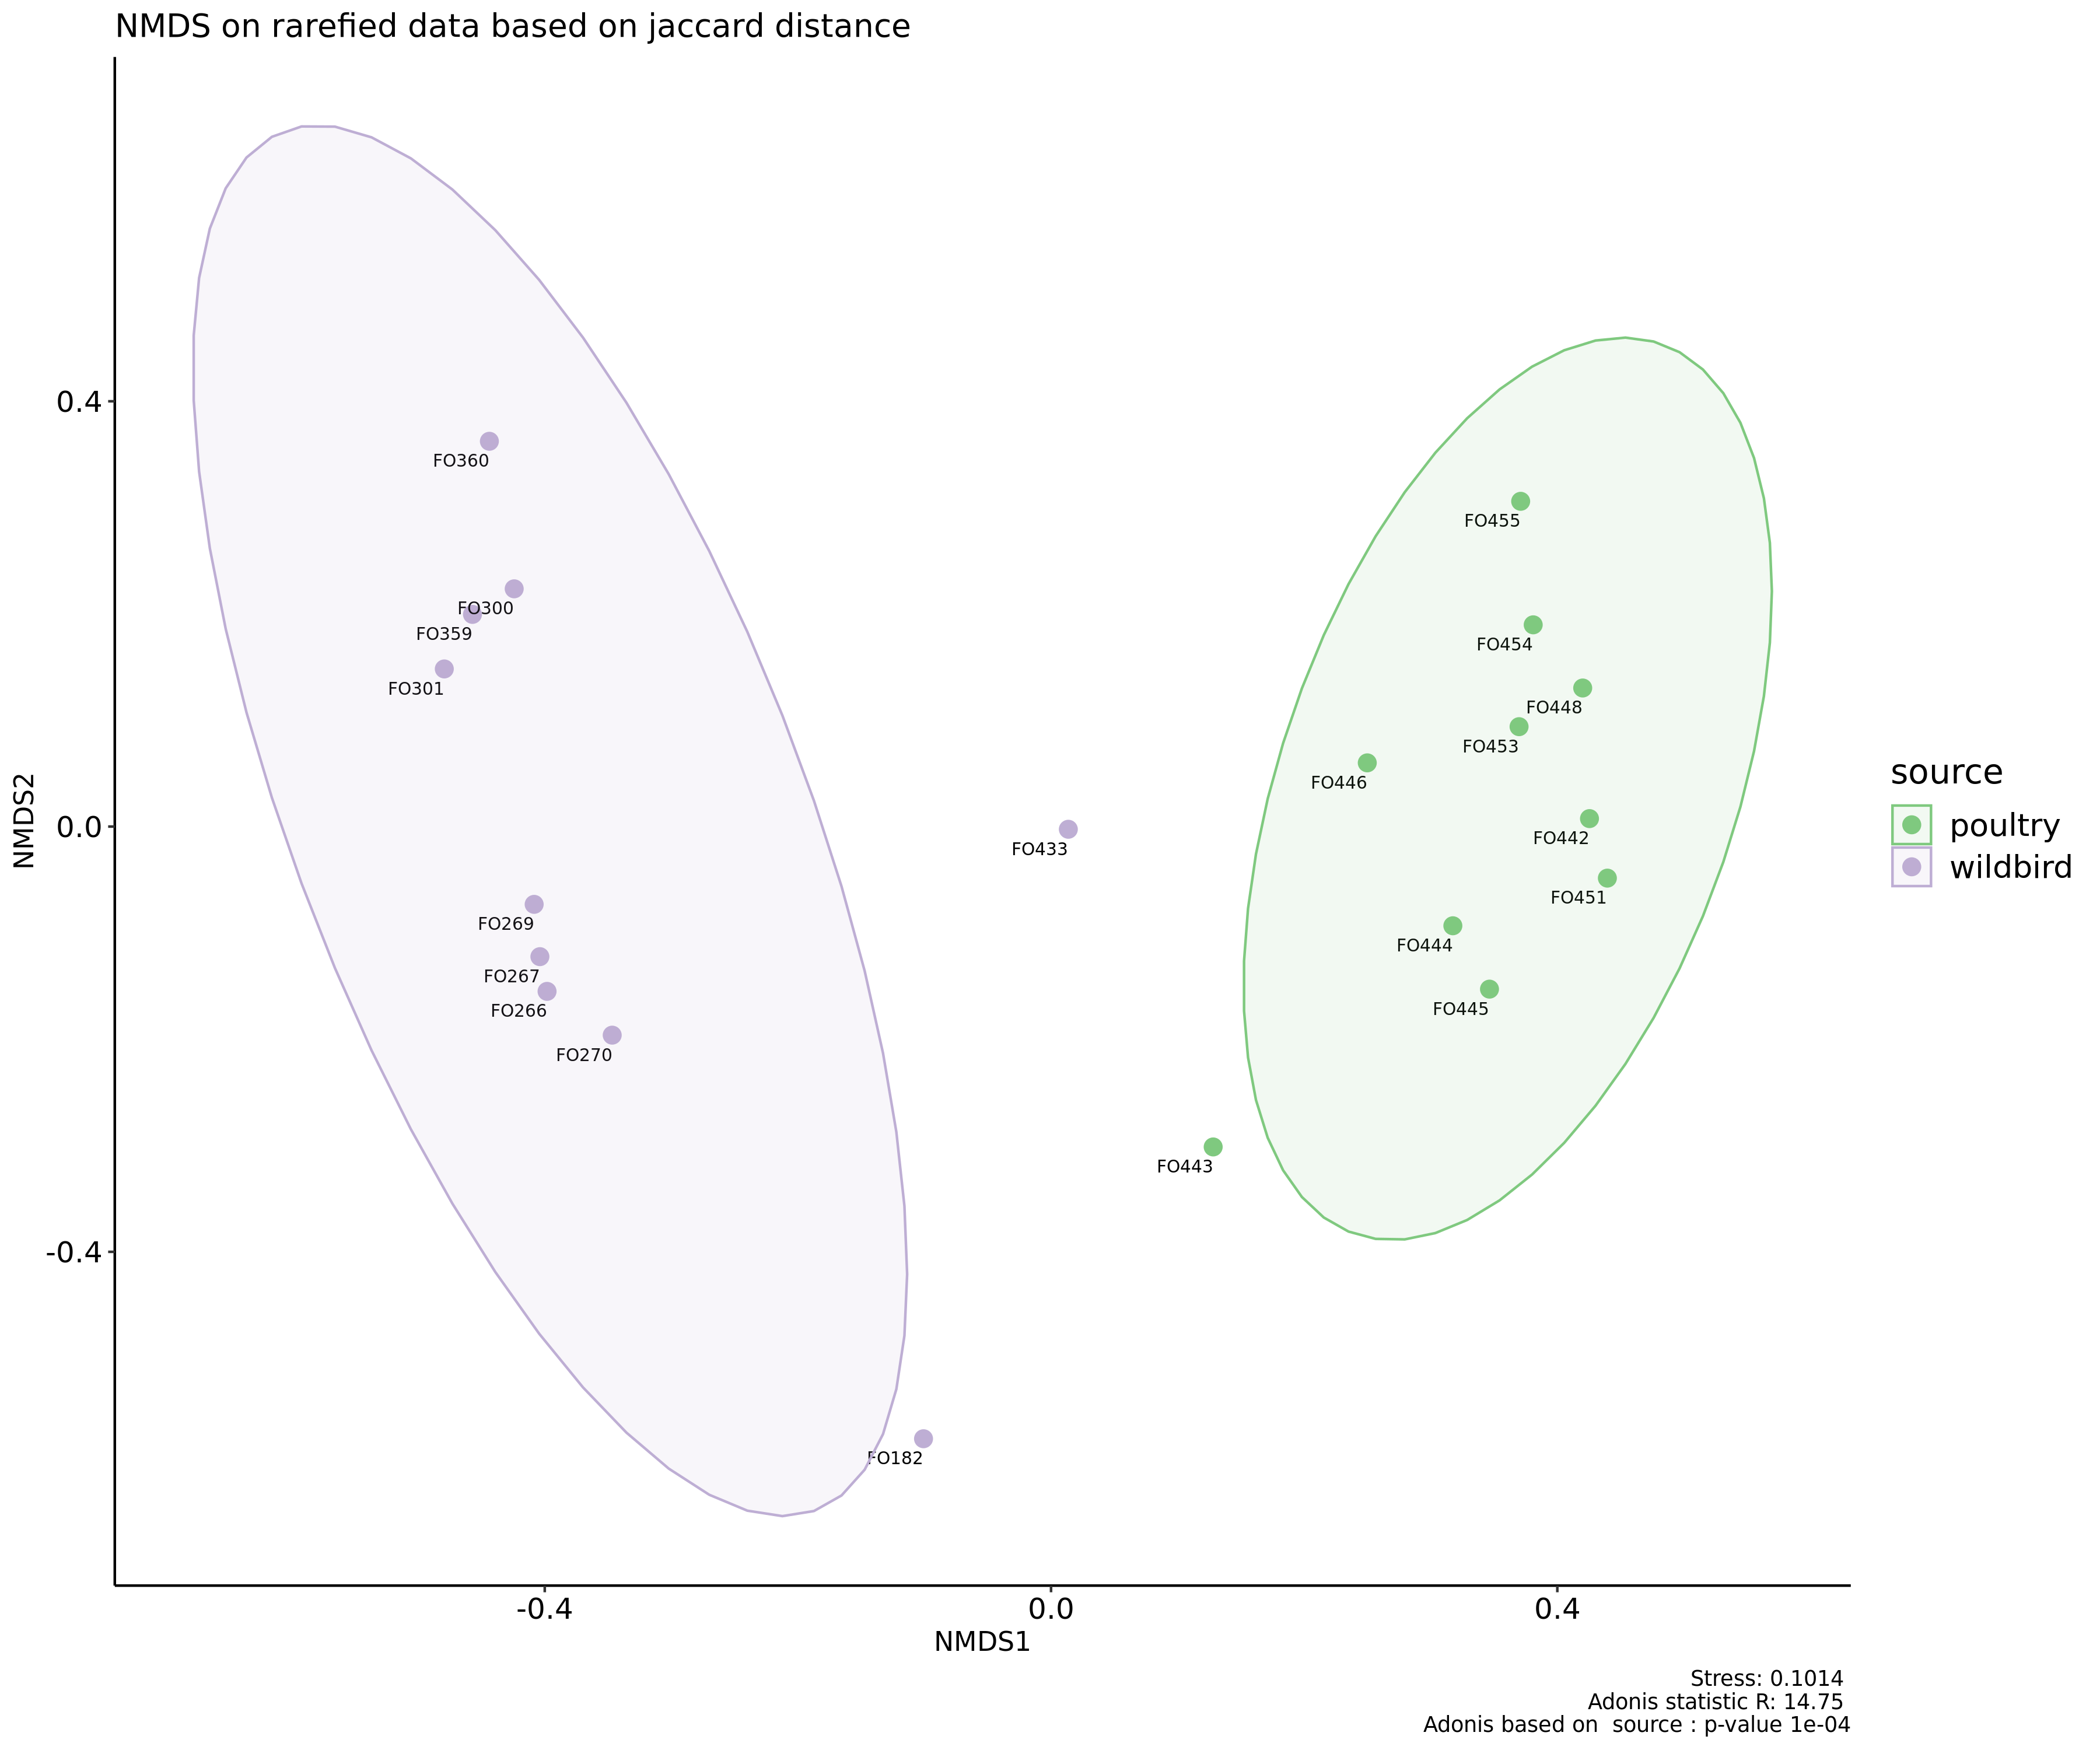 NMDS on rarefied data based on jaccard distance
0.4
0.0
-0.4
NMDS2
FO360
FO300
FO359
FO301
FO269
FO267
FO266
FO270
FO182
FO433
FO443
FO455
FO454
FO448
FO453
FO446
FO442
FO451
FO444
FO445
-0.4
0.0
0.4
NMDS1
source
poultry
wildbird
Stress: 0.1014
Adonis statistic R: 14.75
Adonis based on  source : p-value 1e-04